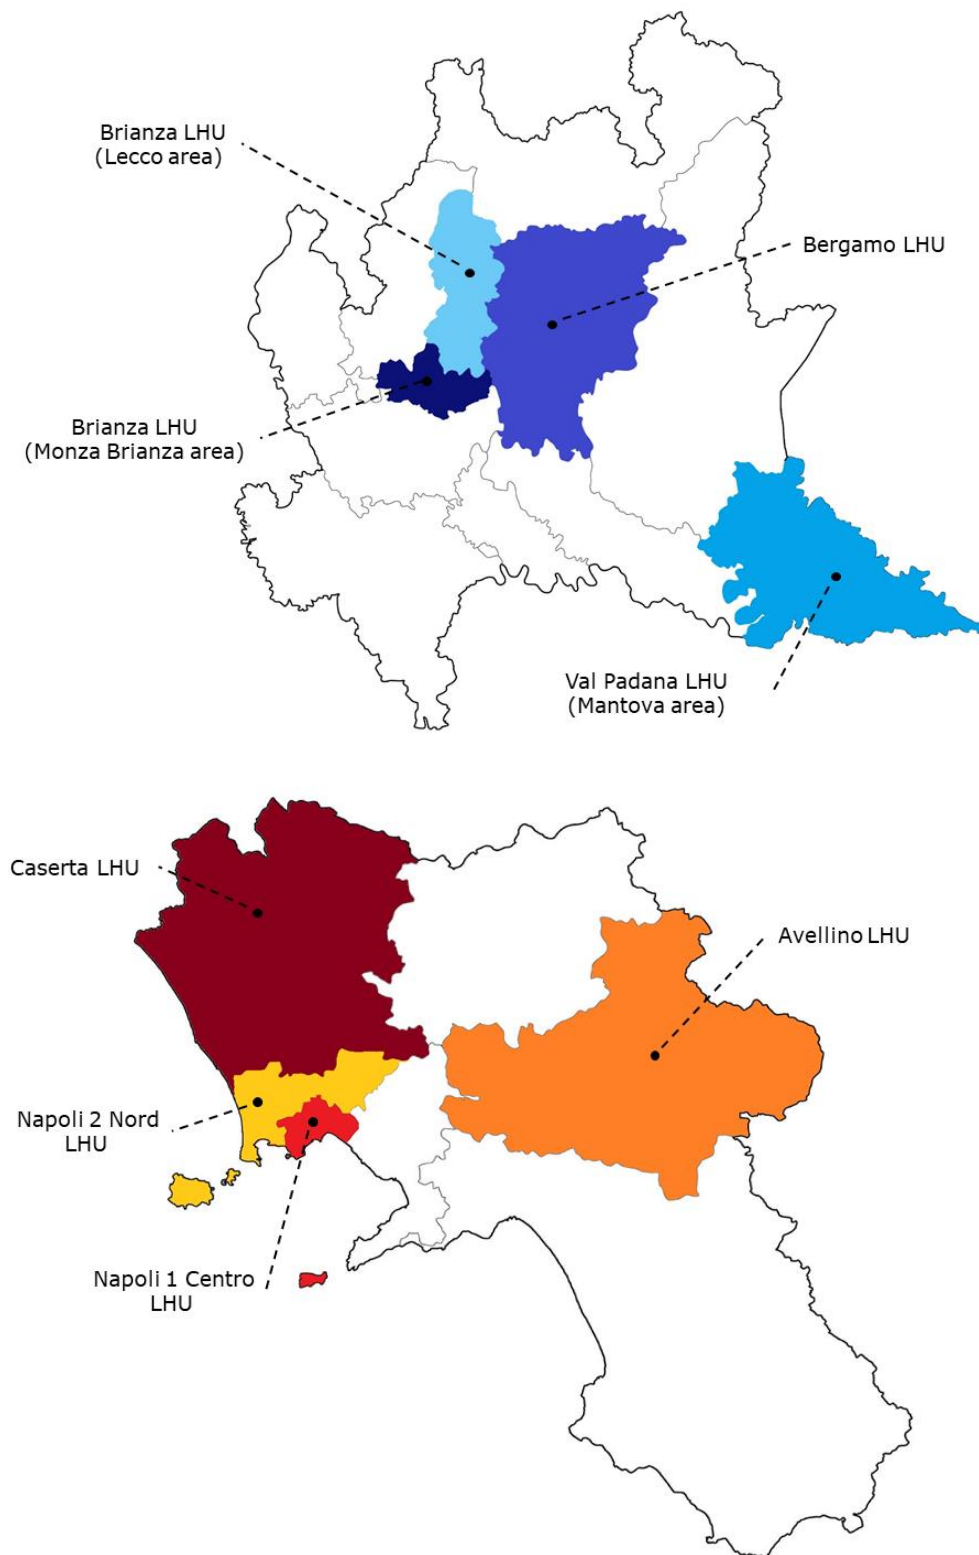 Brianza LHU
(Lecco area)
Bergamo LHU
Brianza LHU
(Monza Brianza area)
Val Padana LHU
(Mantova area)
Caserta LHU
Avellino LHU
Napoli 2 Nord
LHU
Napoli 1 Centro
LHU